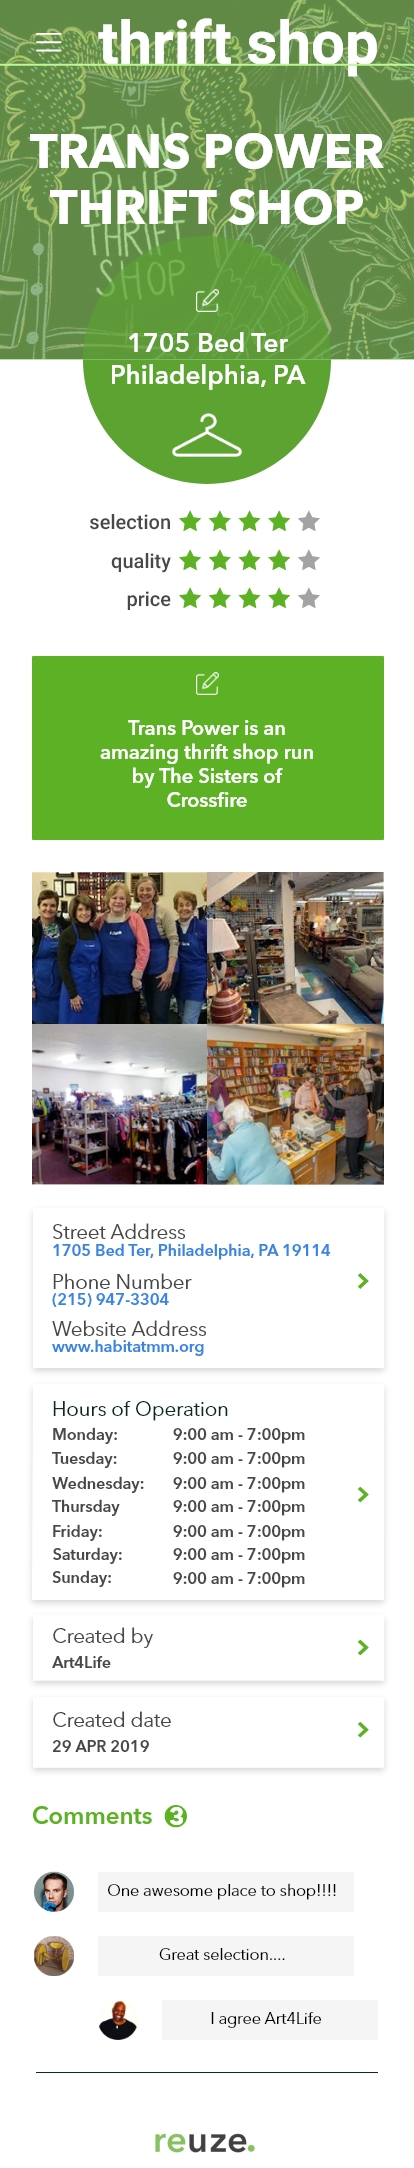 thrift shop
TRANS PUMP
THRIFT
SHOP
TRANS POWER
THRIFT SHOP
1705 Bed Ter
Philadelphia, PA
selection
quality
price
Trans Power is an
amazing thrift shop run
by The Sisters of
Crossfire
Street Address
1705 Bed Ter, Philadelphia, PA 19114
Phone Number
(215) 947-3304
Website Address
www.habitatmm.org
Hours of Operation
Monday: 9:00 am - 7:00pm
Tuesday: 9:00 am - 7:00pm
Wednesday: 9:00 am - 7:00pm
Thursday 9:00 am - 7:00pm
Friday: 9:00 am - 7:00pm
Saturday: 9:00 am - 7:00pm
Sunday: 9:00 am - 7:00pm
Created by
Art4Life
Created date
29 APR 2019
Comments 3
One awesome place to shop!!!!
Great selection....
I agree Art4Life
reuze.